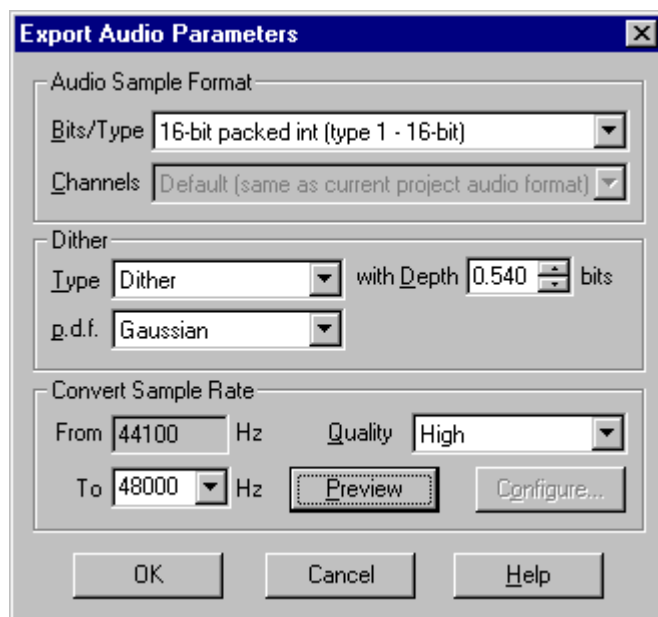 Export Audio Parameters
Audio Sample Format
Bits/Type 16-bit packed int (type 1 - 16-bit)
Channels Default (same as current project audio format)
Dither
Type Dither with Depth 0.540 bits
p.d.f. Gaussian
Convert Sample Rate
From 44100 Hz Quality High
To 48000 Hz Preview Configure...
OK Cancel Help